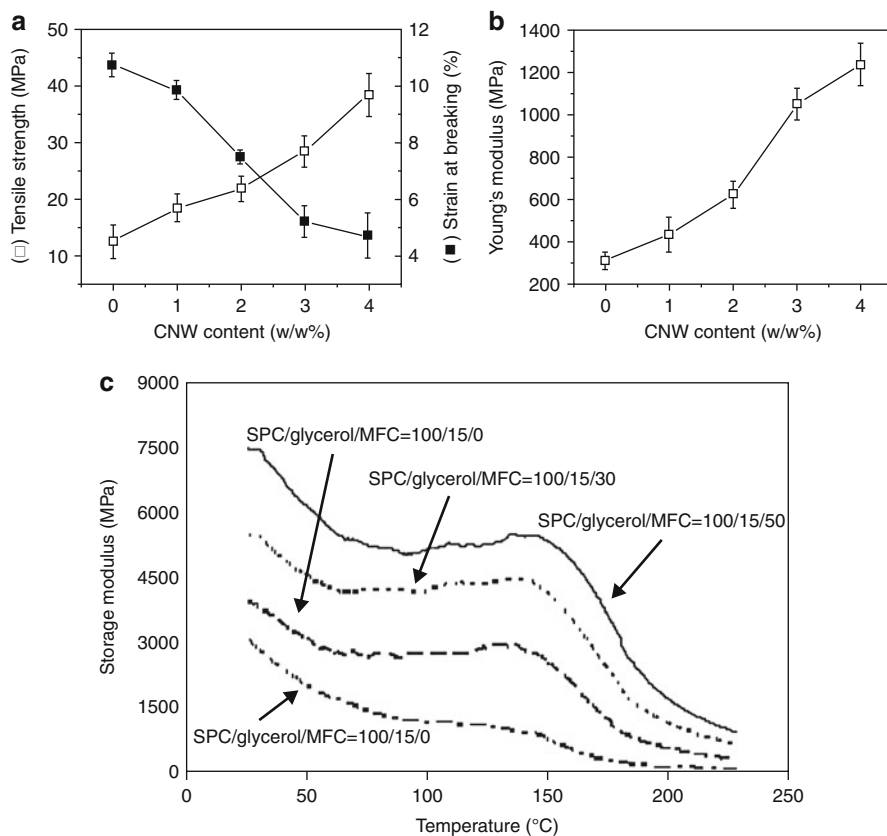 a
50
40
30
20
10
(□) Tensile strength (MPa)
12
10
8
6
4
(■) Strain at breaking (%)
0 1 2 3 4
CNW content (w/w%)
b
1400
1200
1000
800
600
400
200
Young's modulus (MPa)
0 1 2 3 4
CNW content (w/w%)
c
9000
7500
6000
4500
3000
1500
0
Storage modulus (MPa)
SPC/glycerol/MFC=100/15/0
SPC/glycerol/MFC=100/15/30
SPC/glycerol/MFC=100/15/50
SPC/glycerol/MFC=100/15/0
0 50 100 150 200 250
Temperature (°C)